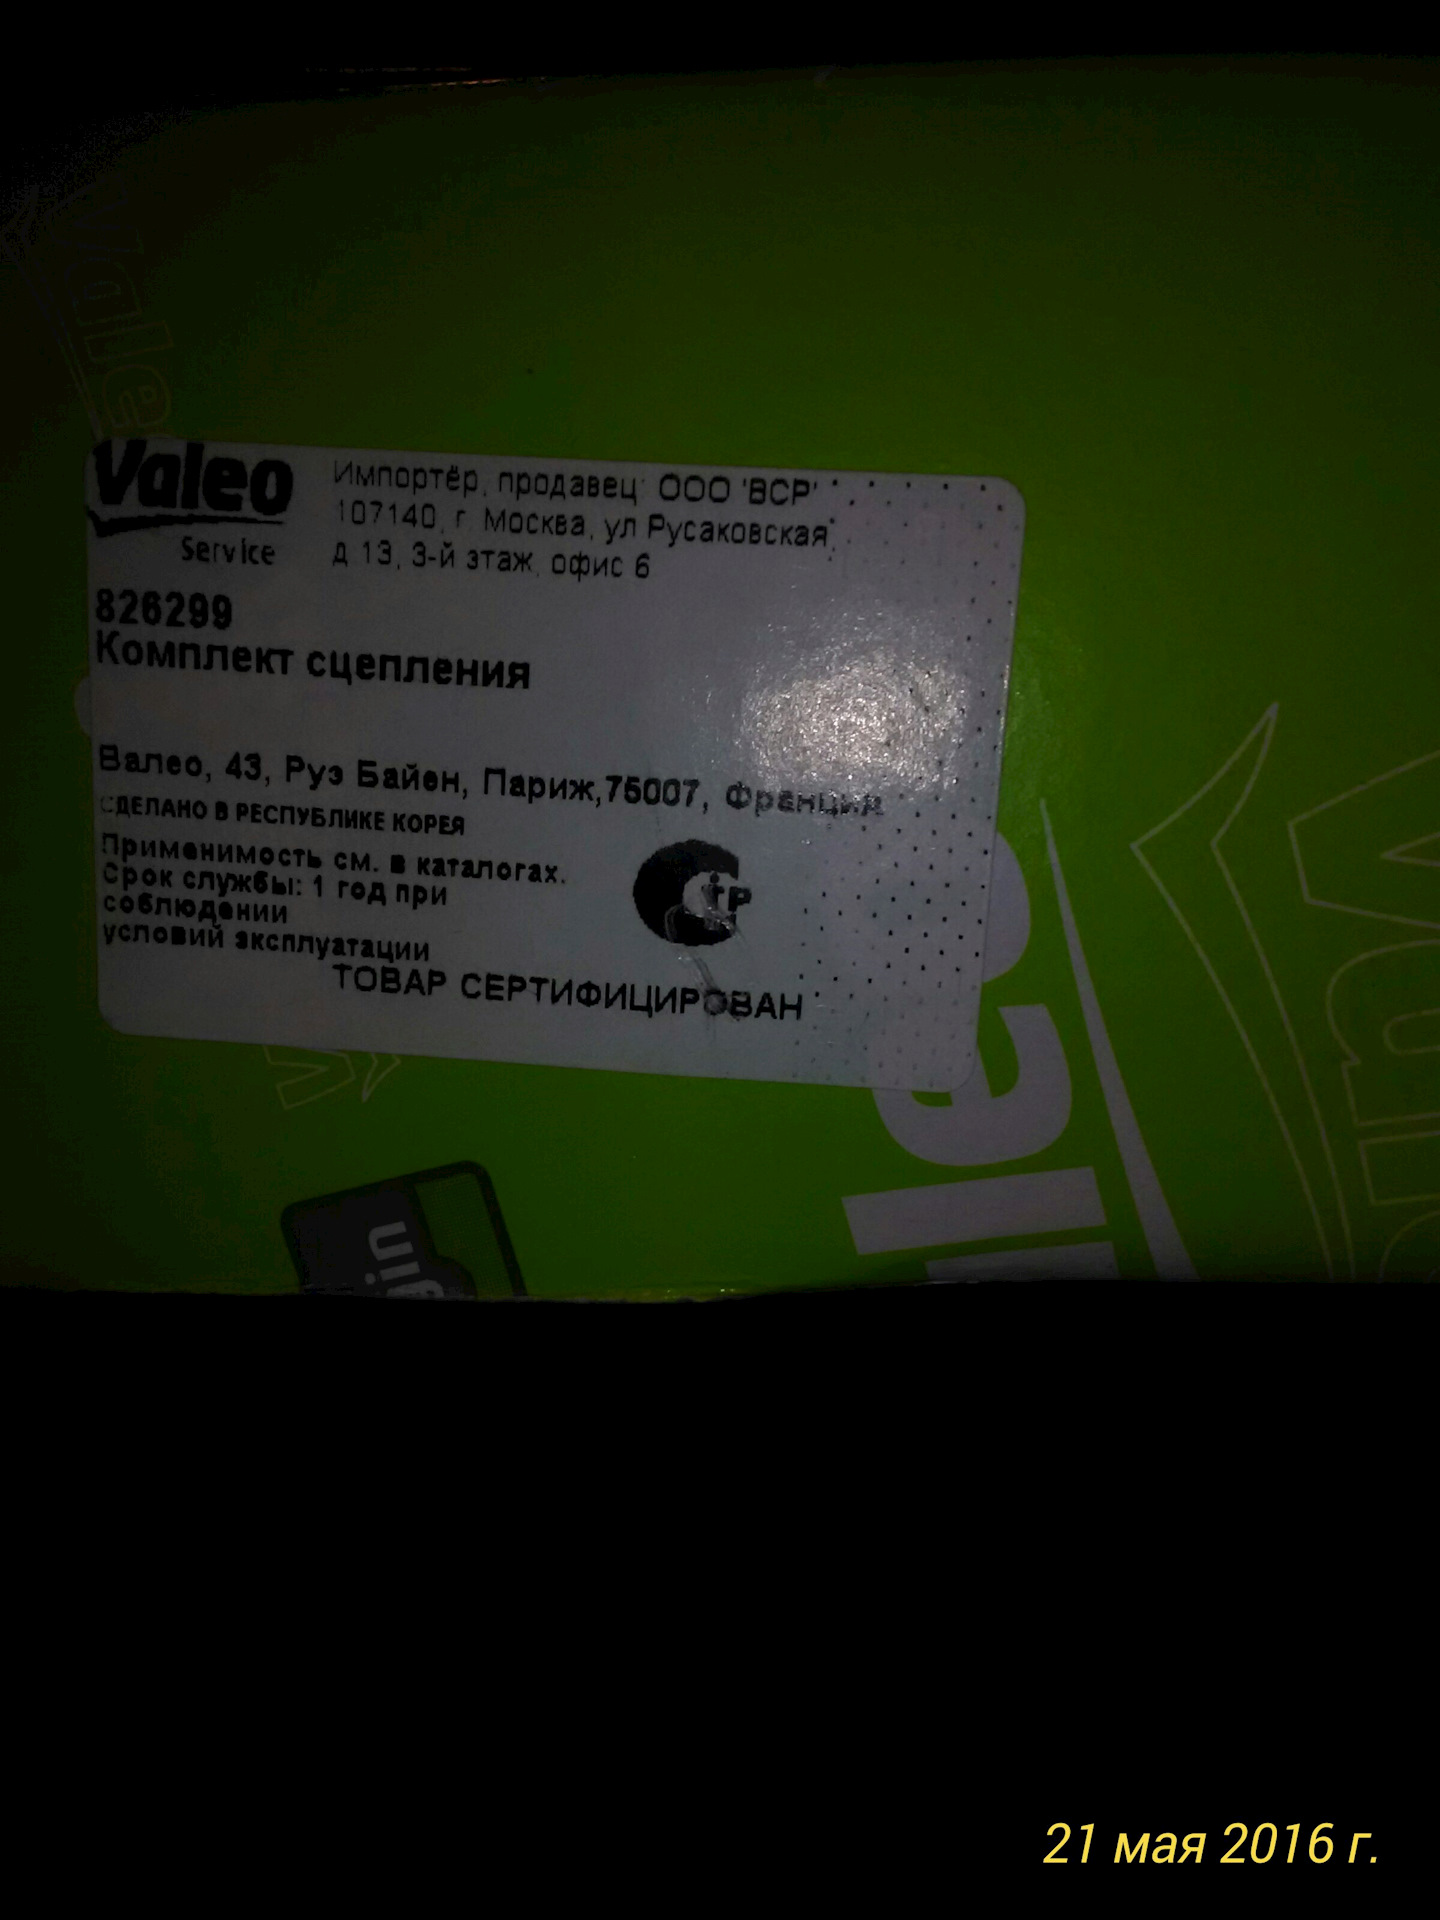 Valeo
Service
Импортёр, продавец: ООО 'ВСР'
107140, г. Москва, ул Русаковская,
д 13, 3-й этаж, офис 6
826299
Комплект сцепления
Валео, 43, Руэ Байен, Париж,75007, Франция
СДЕЛАНО В РЕСПУБЛИКЕ КОРЕЯ
Применимость см. в каталогах.
Срок службы: 1 год при
соблюдении
условий эксплуатации
ТОВАР СЕРТИФИЦИРОВАН
Vale
gin
21 мая 2016 г.